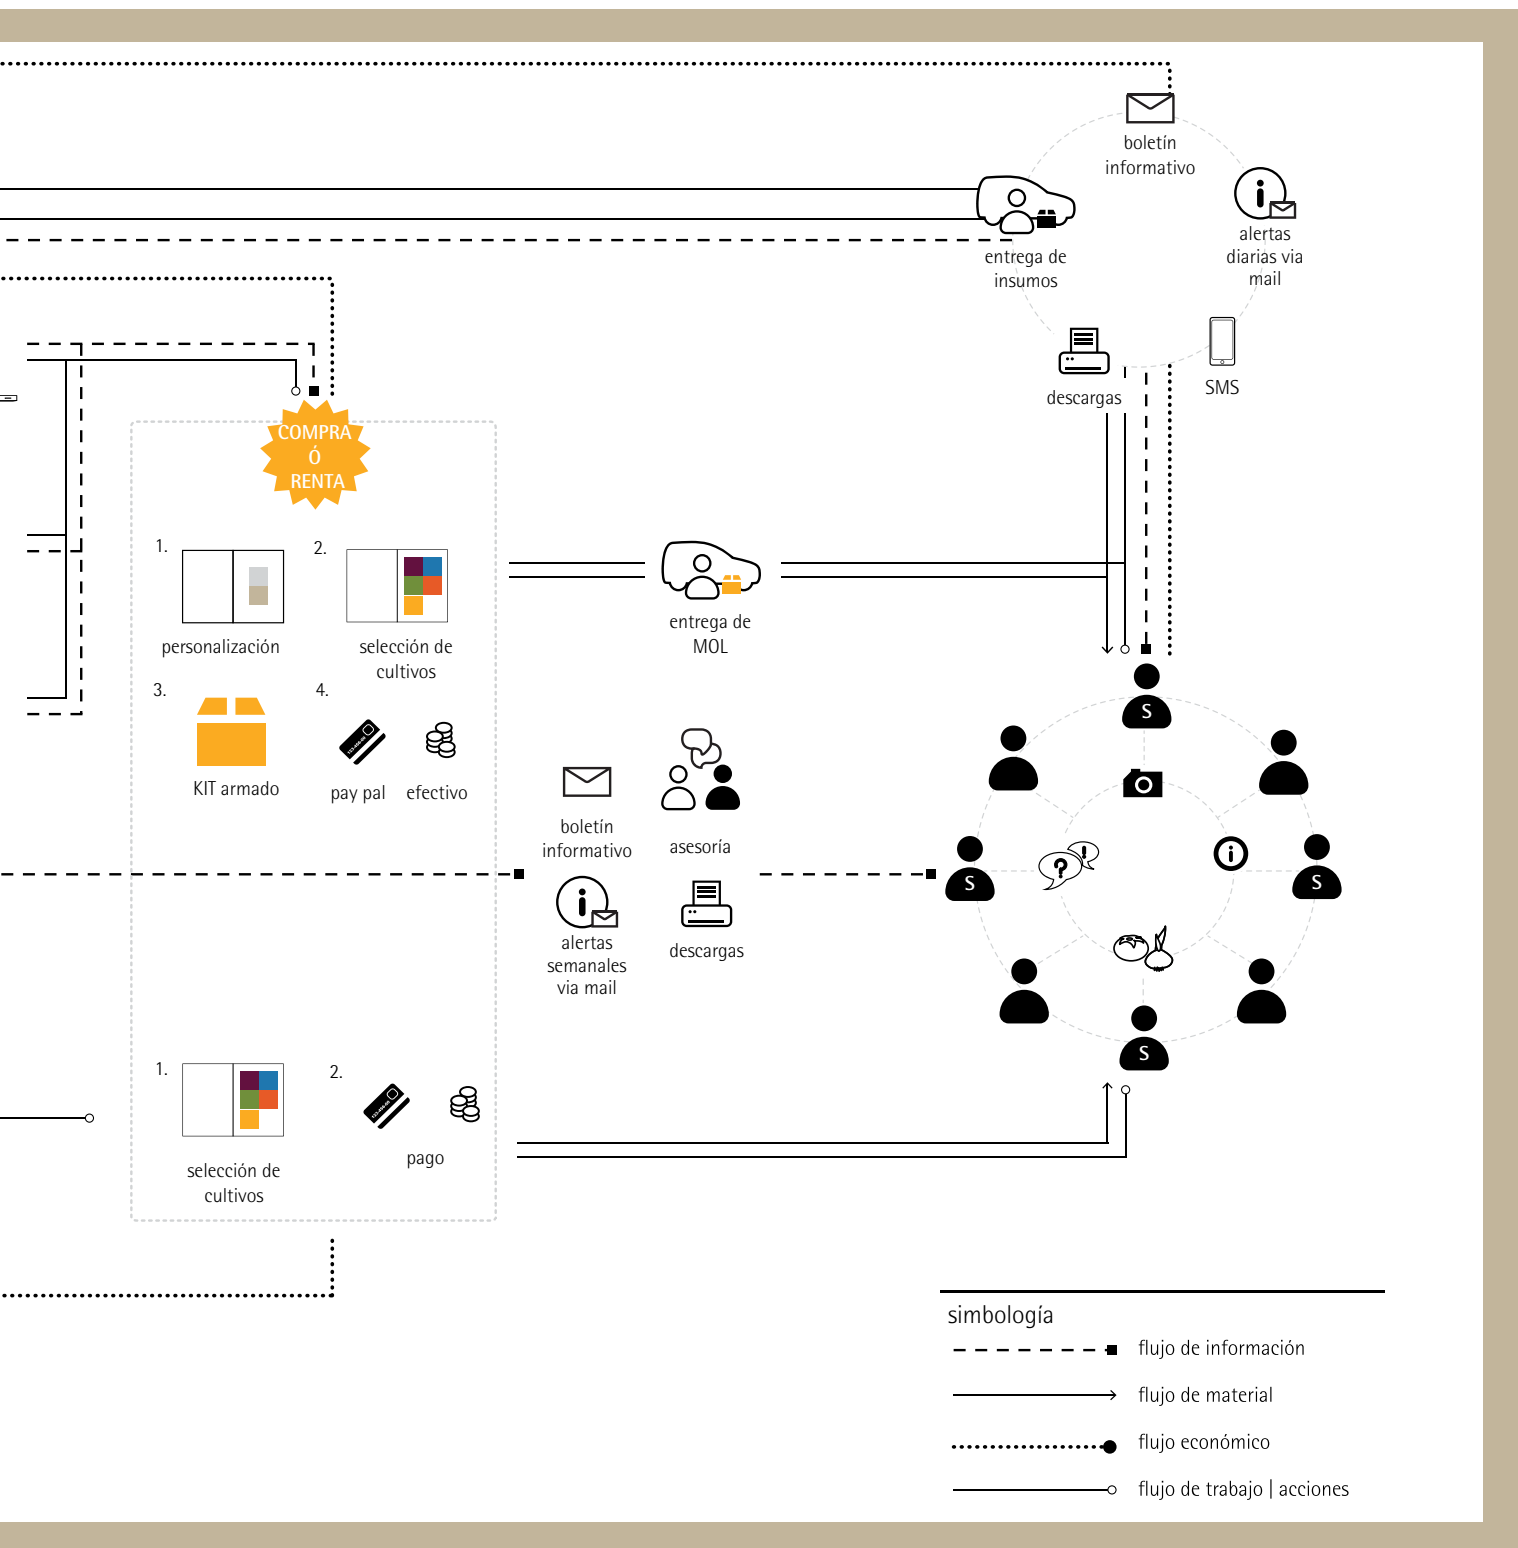 boletín
informativo
alertas
diarias via
mail
entrega de
insumos
descargas
SMS
COMPRA
Ó
RENTA
1.
personalización
2.
selección de
cultivos
3.
KIT armado
4.
pay pal
efectivo
entrega de
MOL
boletín
informativo
asesoría
alertas
semanales
via mail
descargas
S
S
S
S
?
!
1.
selección de
cultivos
2.
pago
simbología
flujo de información
flujo de material
flujo económico
flujo de trabajo | acciones